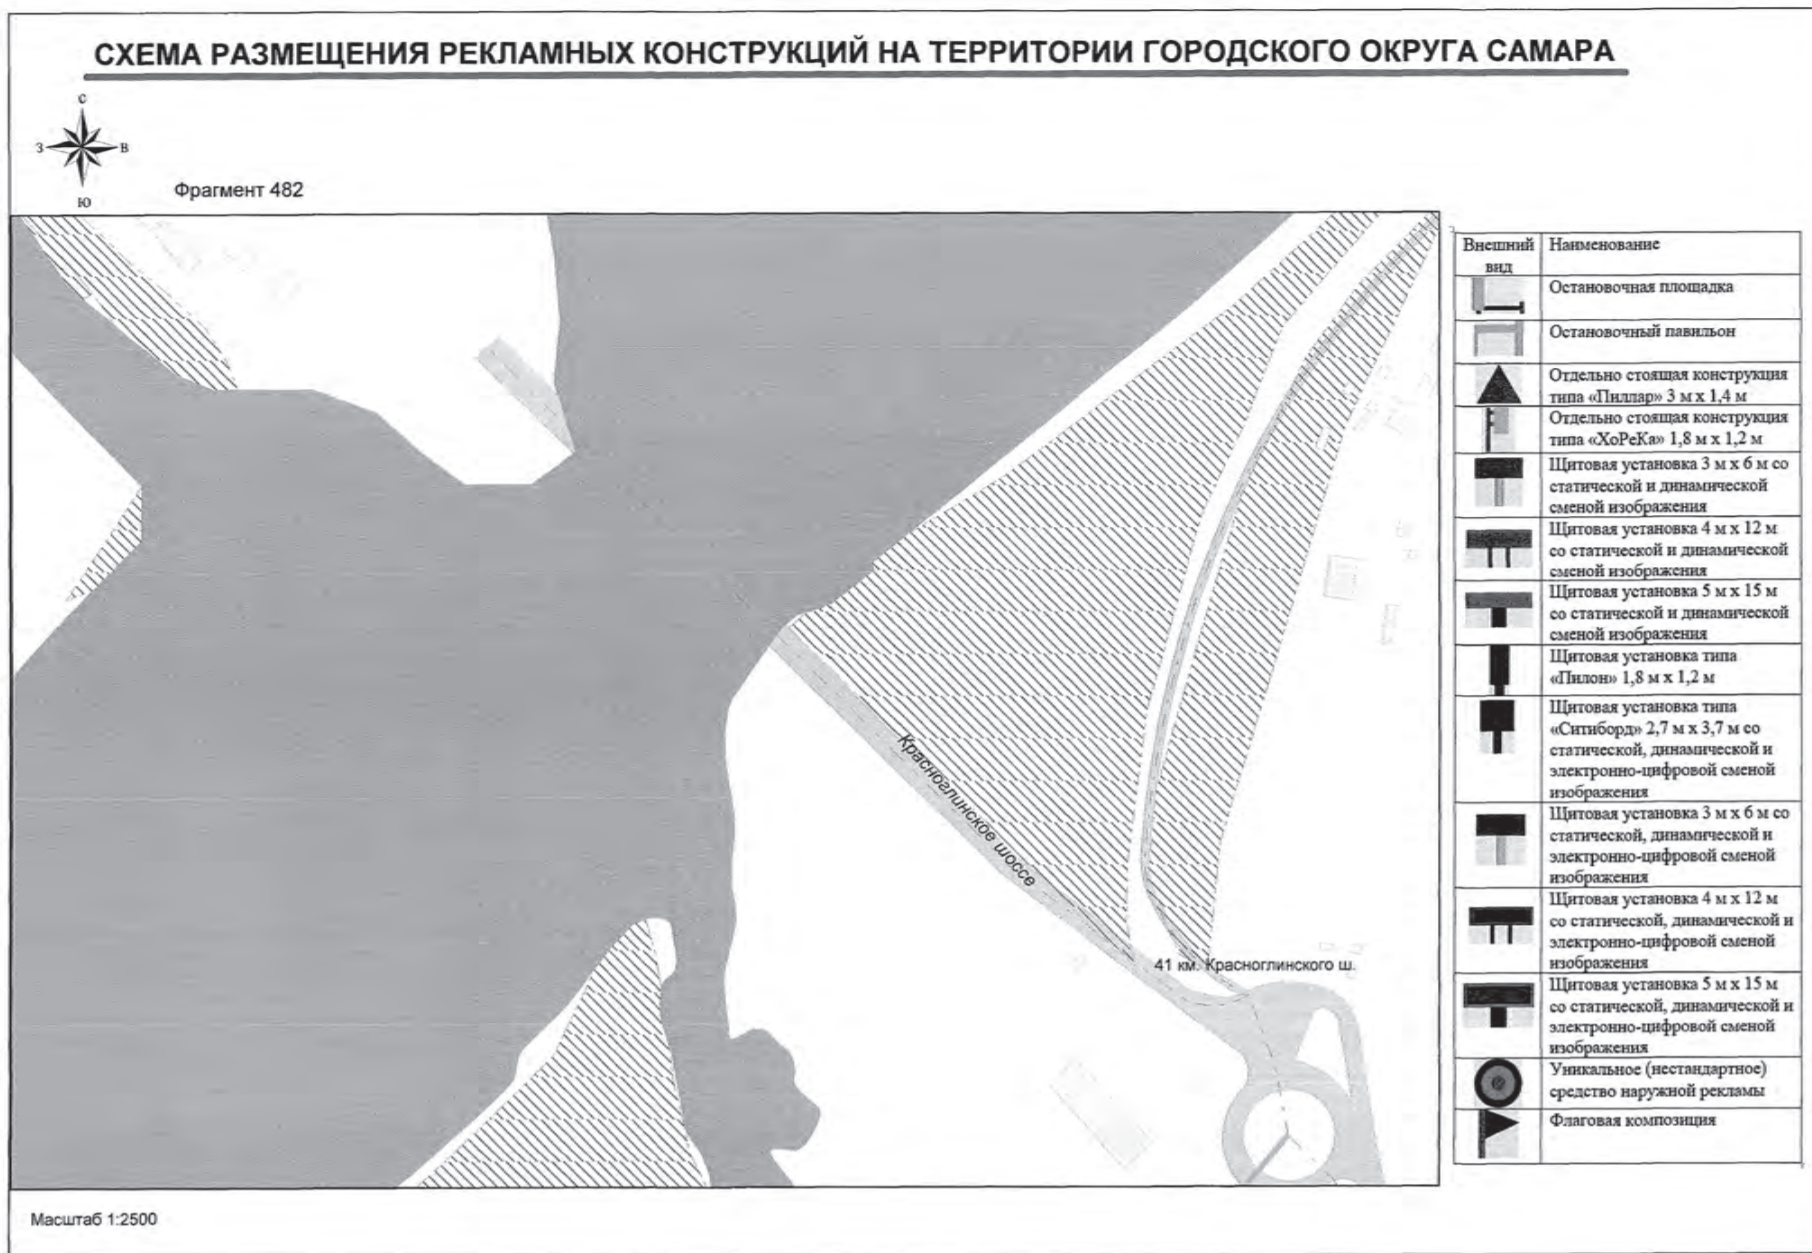 СХЕМА РАЗМЕЩЕНИЯ РЕКЛАМНЫХ КОНСТРУКЦИЙ НА ТЕРРИТОРИИ ГОРОДСКОГО ОКРУГА САМАРА
С
З
В
Ю
Фрагмент 482
Красноглинское шоссе
41 км. Красноглинского ш.
Внешний
вид
Наименование
Остановочная площадка
Остановочный павильон
Отдельно стоящая конструкция
типа «Пиллар» 3 м х 1,4 м
Отдельно стоящая конструкция
типа «ХоРеКа» 1,8 м х 1,2 м
Щитовая установка 3 м х 6 м со
статической и динамической
сменой изображения
Щитовая установка 4 м х 12 м
со статической и динамической
сменой изображения
Щитовая установка 5 м х 15 м
со статической и динамической
сменой изображения
Щитовая установка типа
«Пилон» 1,8 м х 1,2 м
Щитовая установка типа
«Ситиборд» 2,7 м х 3,7 м со
статической, динамической и
электронно-цифровой сменой
изображения
Щитовая установка 3 м х 6 м со
статической, динамической и
электронно-цифровой сменой
изображения
Щитовая установка 4 м х 12 м
со статической, динамической и
электронно-цифровой сменой
изображения
Щитовая установка 5 м х 15 м
со статической, динамической и
электронно-цифровой сменой
изображения
Уникальное (нестандартное)
средство наружной рекламы
Флаговая композиция
Масштаб 1:2500